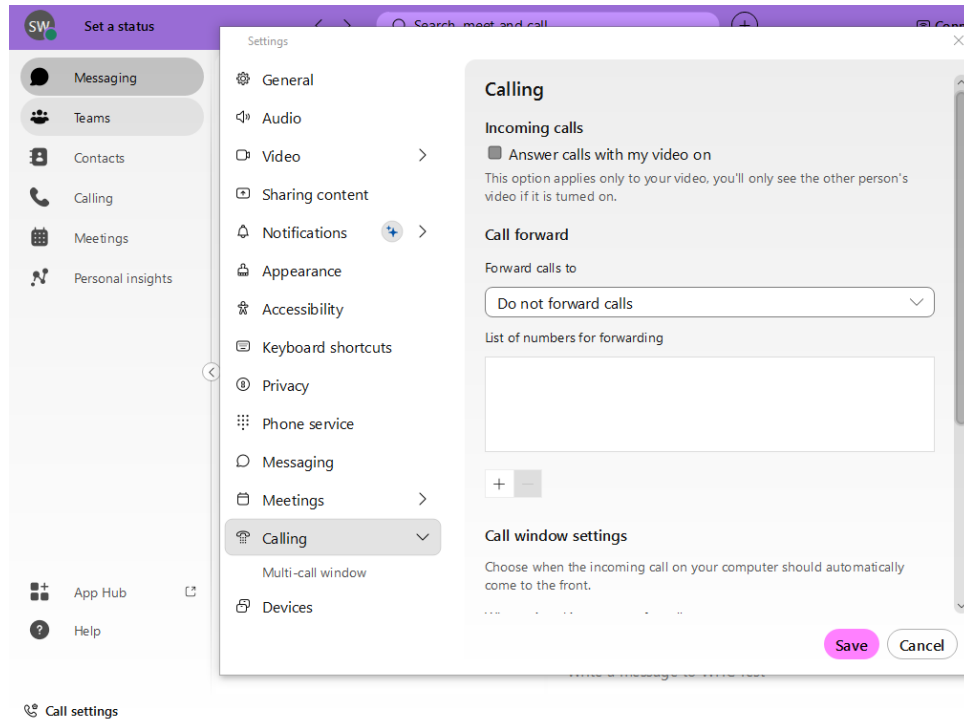 SW
Set a status
Search, meet and call
Settings
Messaging
Teams
Contacts
Calling
Meetings
Personal insights
App Hub
Help
Call settings
General
Audio
Video
Sharing content
Notifications
Appearance
Accessibility
Keyboard shortcuts
Privacy
Phone service
Messaging
Meetings
Calling
Multi-call window
Devices
Calling
Incoming calls
Answer calls with my video on
This option applies only to your video, you'll only see the other person's
video if it is turned on.
Call forward
Forward calls to
Do not forward calls
List of numbers for forwarding
Call window settings
Choose when the incoming call on your computer should automatically
come to the front.
Save
Cancel